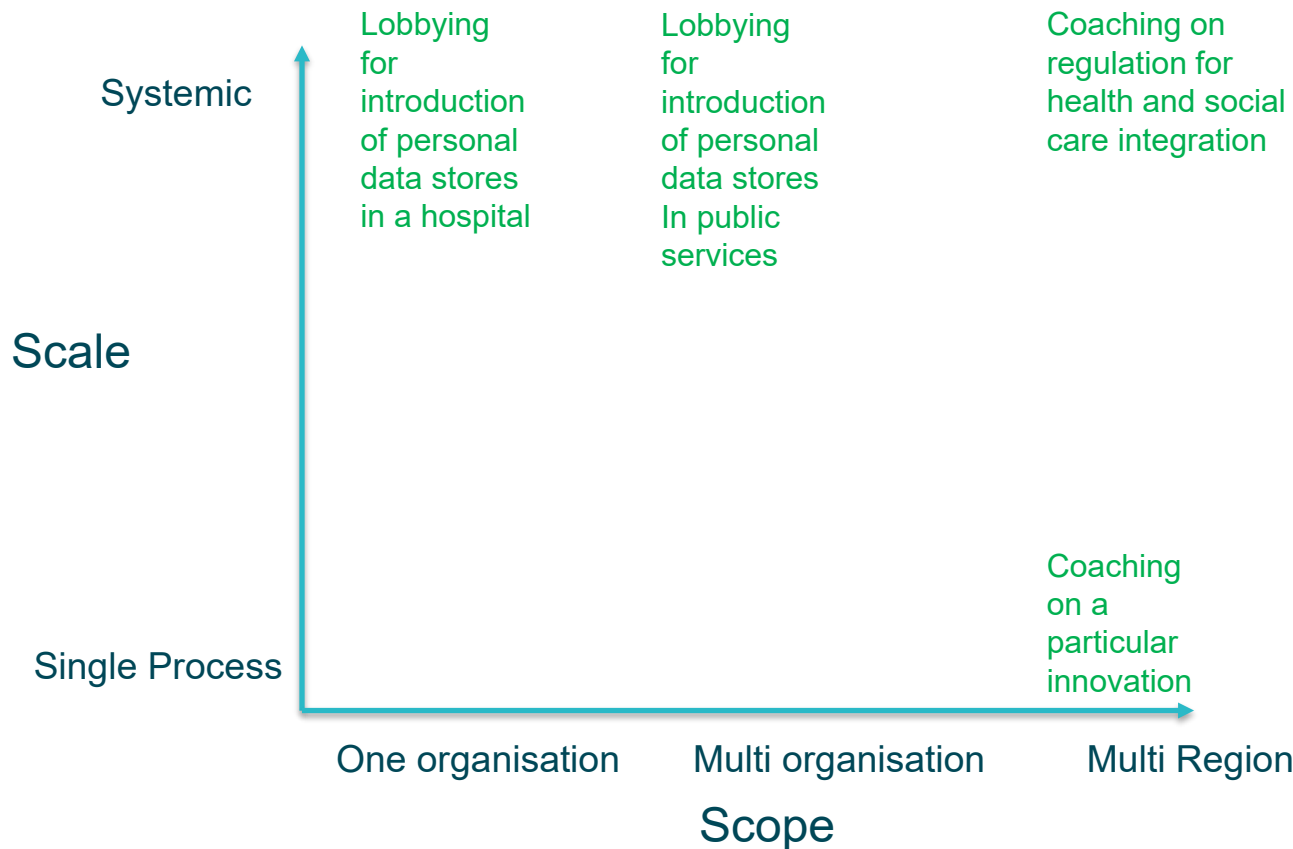 Lobbying
for
introduction
of personal
data stores
in a hospital
Lobbying
for
introduction
of personal
data stores
In public
services
Coaching on
regulation for
health and social
care integration
Systemic
Scale
Coaching
on a
particular
innovation
Single Process
One organisation
Multi organisation
Multi Region
Scope